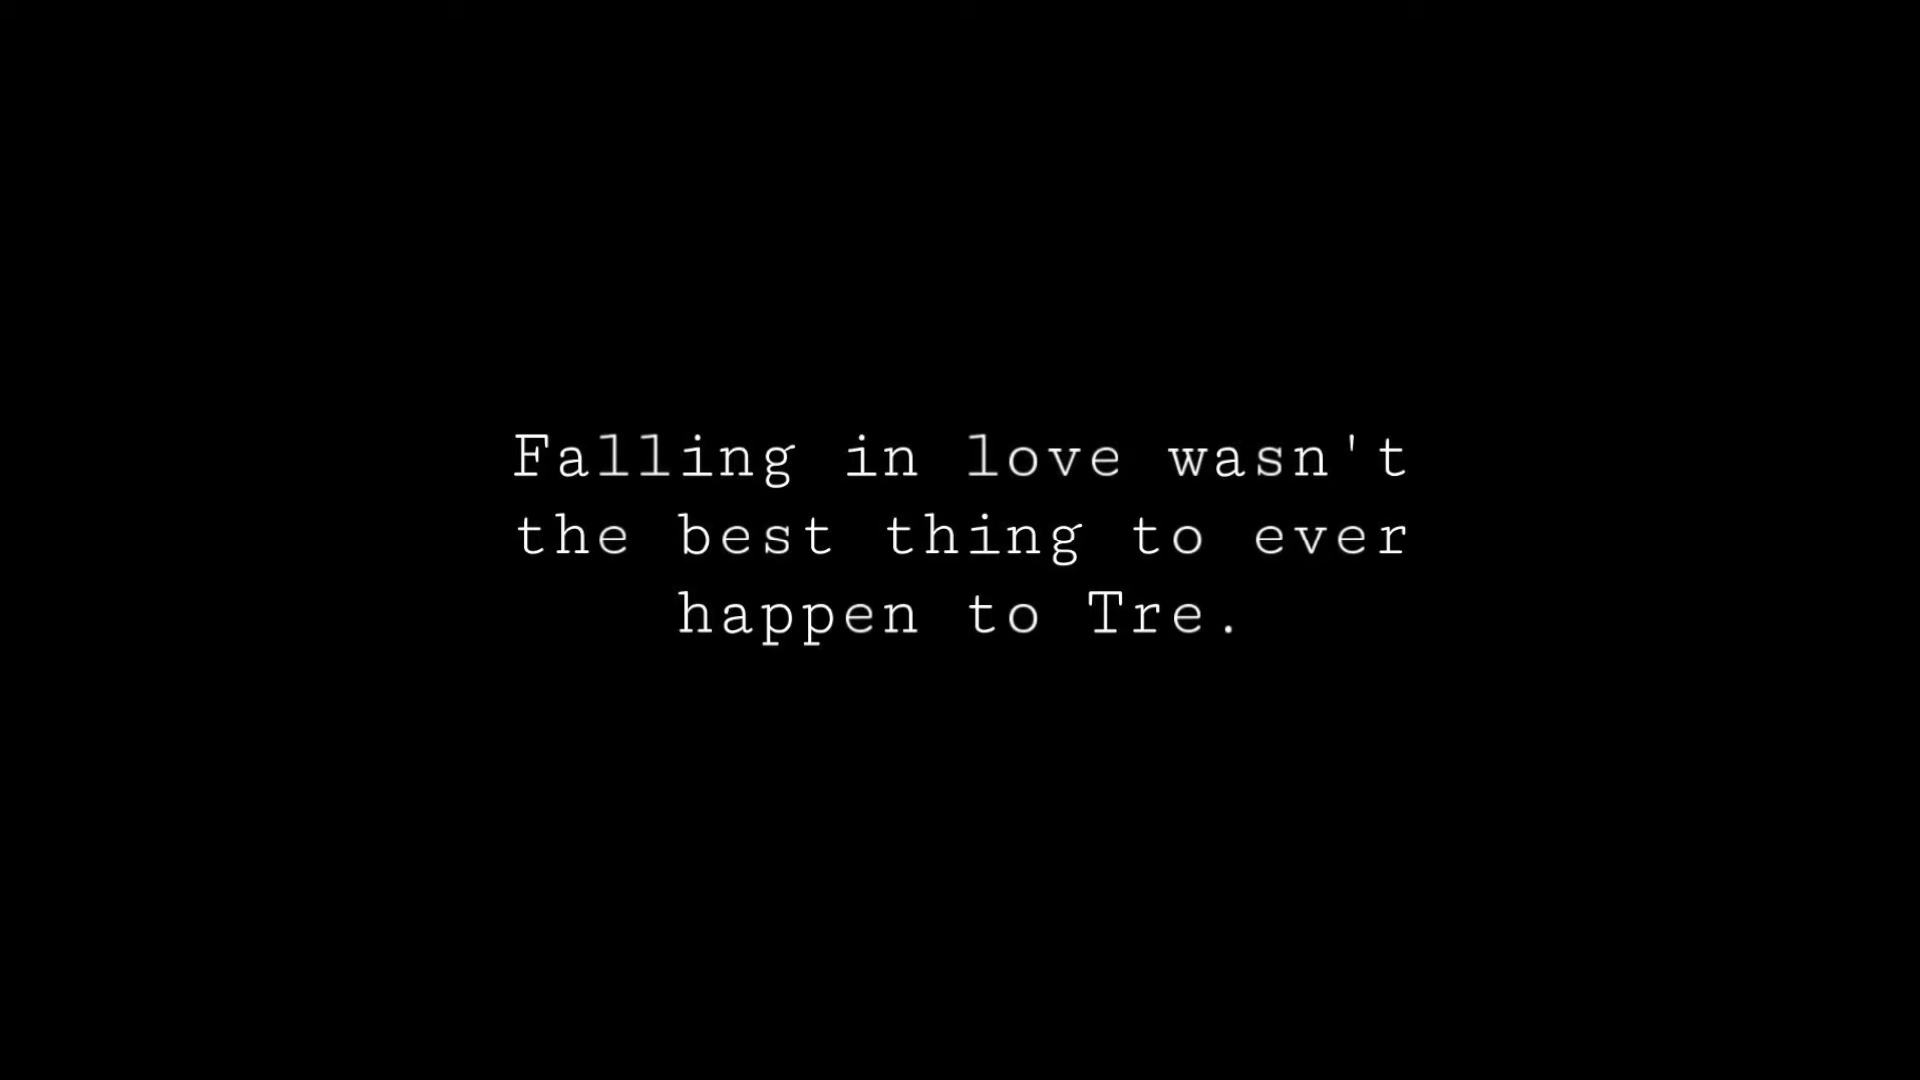 Falling in love wasn't
the best thing to ever
happen to Tre.